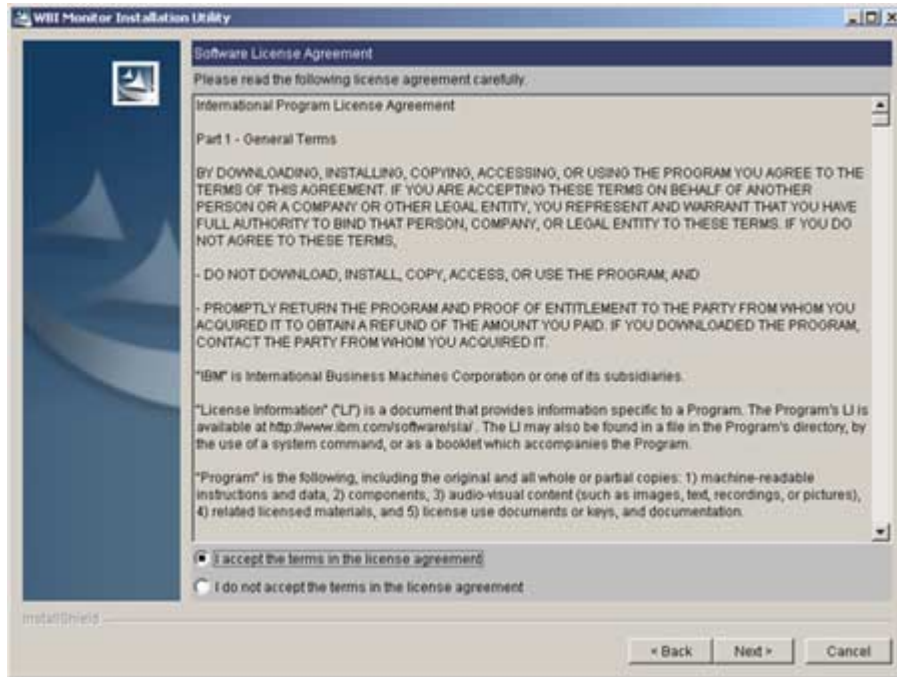 WBI Monitor Installation Utility
Software License Agreement
Please read the following license agreement carefully.
International Program License Agreement
Part 1 - General Terms
BY DOWNLOADING, INSTALLING, COPYING, ACCESSING, OR USING THE PROGRAM YOU AGREE TO THE
TERMS OF THIS AGREEMENT. IF YOU ARE ACCEPTING THESE TERMS ON BEHALF OF ANOTHER
PERSON OR A COMPANY OR OTHER LEGAL ENTITY, YOU REPRESENT AND WARRANT THAT YOU HAVE
FULL AUTHORITY TO BIND THAT PERSON, COMPANY, OR LEGAL ENTITY TO THESE TERMS. IF YOU DO
NOT AGREE TO THESE TERMS,
- DO NOT DOWNLOAD, INSTALL, COPY, ACCESS, OR USE THE PROGRAM; AND
- PROMPTLY RETURN THE PROGRAM AND PROOF OF ENTITLEMENT TO THE PARTY FROM WHOM YOU
ACQUIRED IT TO OBTAIN A REFUND OF THE AMOUNT YOU PAID. IF YOU DOWNLOADED THE PROGRAM,
CONTACT THE PARTY FROM WHOM YOU ACQUIRED IT.
"IBM" is International Business Machines Corporation or one of its subsidiaries.
"License Information" ("LI") is a document that provides information specific to a Program. The Program's LI is
available at http://www.ibm.com/software/sla/ . The LI may also be found in a file in the Program's directory, by
the use of a system command, or as a booklet which accompanies the Program.
"Program" is the following, including the original and all whole or partial copies: 1) machine-readable
instructions and data, 2) components, 3) audio-visual content (such as images, text, recordings, or pictures),
4) related licensed materials, and 5) license use documents or keys, and documentation.
I accept the terms in the license agreement
I do not accept the terms in the license agreement
InstallShield
< Back
Next >
Cancel